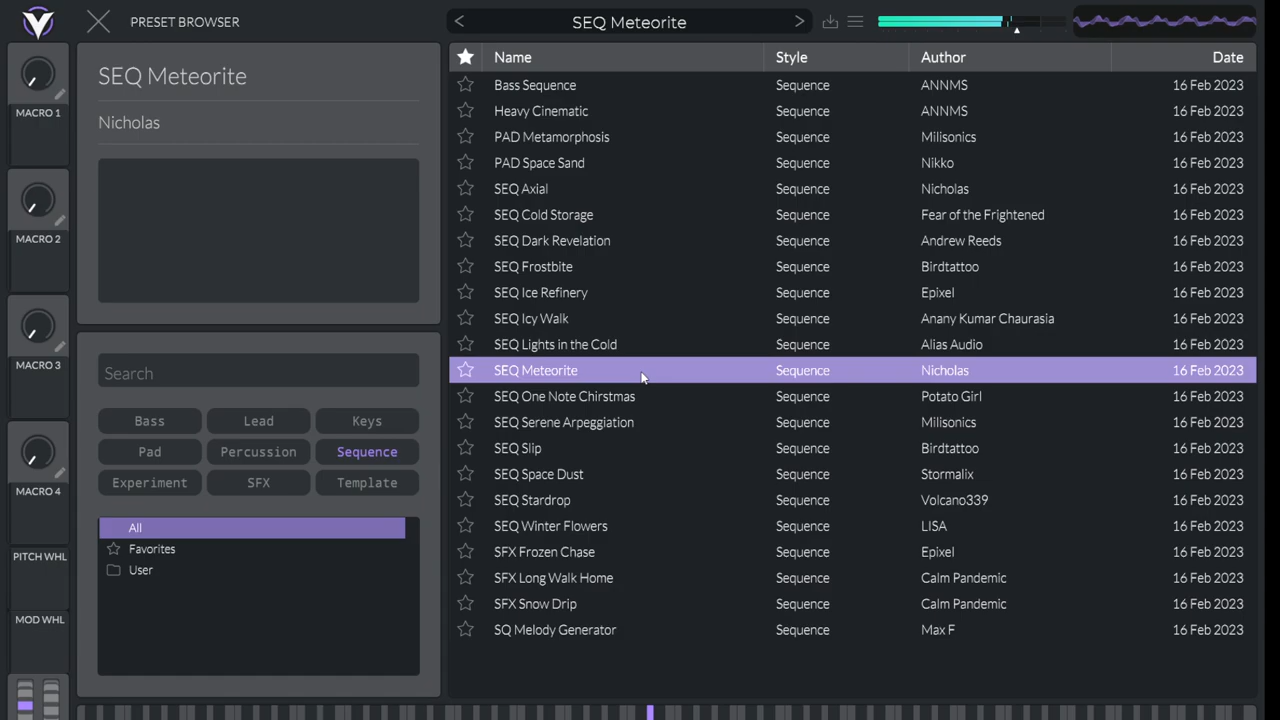 PRESET BROWSER
SEQ Meteorite
MACRO 1
MACRO 2
MACRO 3
MACRO 4
PITCH WHL
MOD WHL
SEQ Meteorite
Nicholas
Search
Bass Lead Keys
Pad Percussion Sequence
Experiment SFX Template
All
Favorites
User
Name Style Author Date
Bass Sequence Sequence ANNMS 16 Feb 2023
Heavy Cinematic Sequence ANNMS 16 Feb 2023
PAD Metamorphosis Sequence Milisonics 16 Feb 2023
PAD Space Sand Sequence Nikko 16 Feb 2023
SEQ Axial Sequence Nicholas 16 Feb 2023
SEQ Cold Storage Sequence Fear of the Frightened 16 Feb 2023
SEQ Dark Revelation Sequence Andrew Reeds 16 Feb 2023
SEQ Frostbite Sequence Birdtattoo 16 Feb 2023
SEQ Ice Refinery Sequence Epixel 16 Feb 2023
SEQ Icy Walk Sequence Anany Kumar Chaurasia 16 Feb 2023
SEQ Lights in the Cold Sequence Alias Audio 16 Feb 2023
SEQ Meteorite Sequence Nicholas 16 Feb 2023
SEQ One Note Chirstmas Sequence Potato Girl 16 Feb 2023
SEQ Serene Arpeggiation Sequence Milisonics 16 Feb 2023
SEQ Slip Sequence Birdtattoo 16 Feb 2023
SEQ Space Dust Sequence Stormalix 16 Feb 2023
SEQ Stardrop Sequence Volcano339 16 Feb 2023
SEQ Winter Flowers Sequence LISA 16 Feb 2023
SFX Frozen Chase Sequence Epixel 16 Feb 2023
SFX Long Walk Home Sequence Calm Pandemic 16 Feb 2023
SFX Snow Drip Sequence Calm Pandemic 16 Feb 2023
SQ Melody Generator Sequence Max F 16 Feb 2023